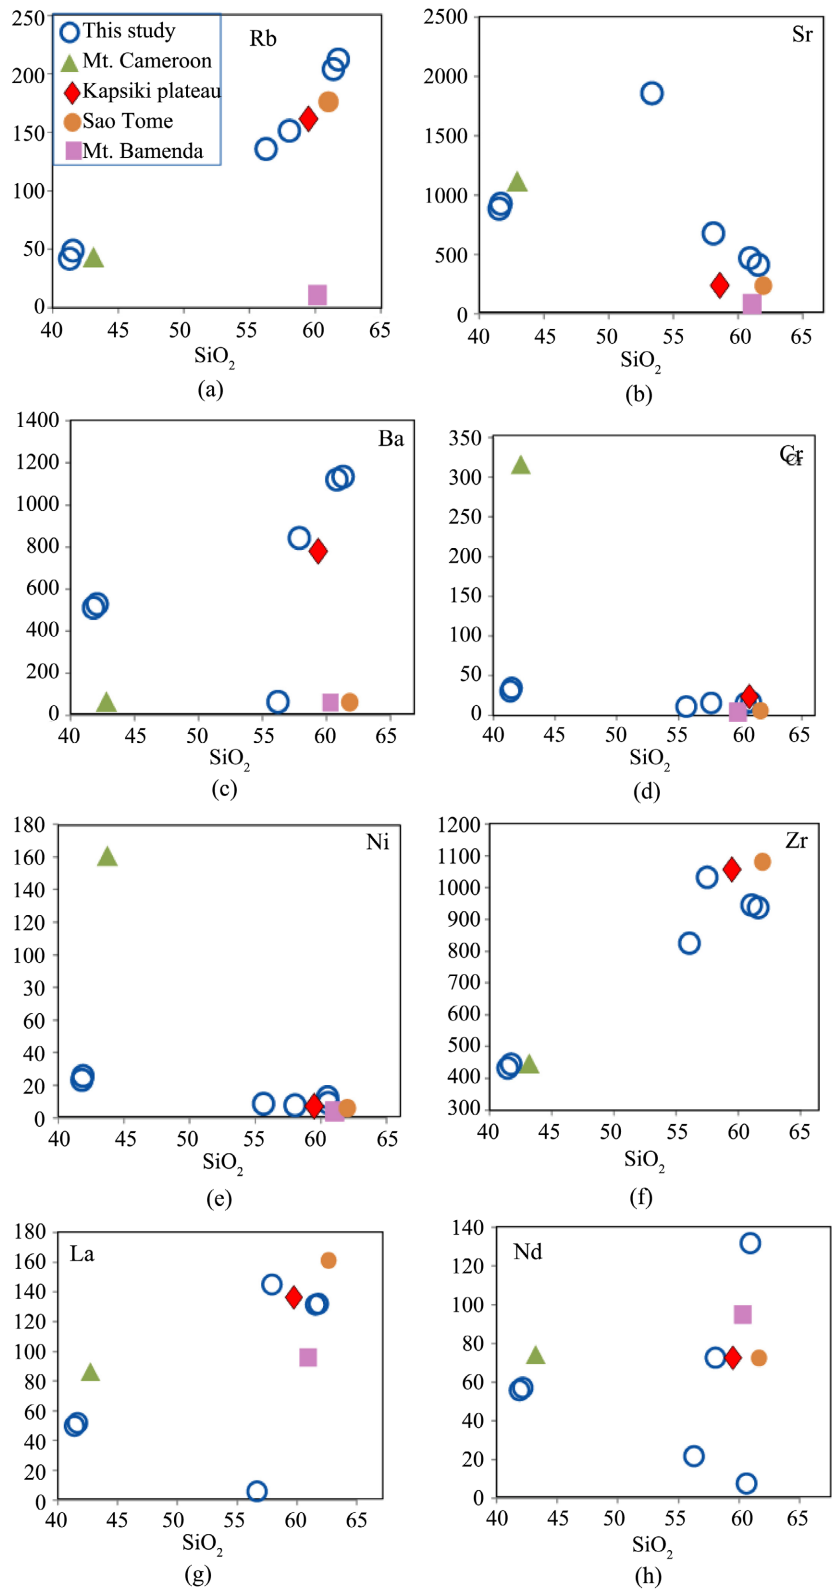 250
200
150
100
50
0
This study
Mt. Cameroon
Kapsiki plateau
Sao Tome
Mt. Bamenda
Rb
40 45 50 55 60 65
SiO2
(a)
2500
2000
1500
1000
500
0
Sr
40 45 50 55 60 65
SiO2
(b)
1400
1200
1000
800
600
400
200
0
Ba
40 45 50 55 60 65
SiO2
(c)
350
300
250
200
150
100
50
0
Cr
Cr
40 45 50 55 60 65
SiO2
(d)
180
160
140
120
100
30
60
40
20
0
Ni
40 45 50 55 60 65
SiO2
(e)
1200
1100
1000
900
800
700
600
500
400
300
Zr
40 45 50 55 60 65
SiO2
(f)
180
160
140
120
100
80
60
40
20
0
La
40 45 50 55 60 65
SiO2
(g)
140
120
100
80
60
40
20
0
Nd
40 45 50 55 60 65
SiO2
(h)